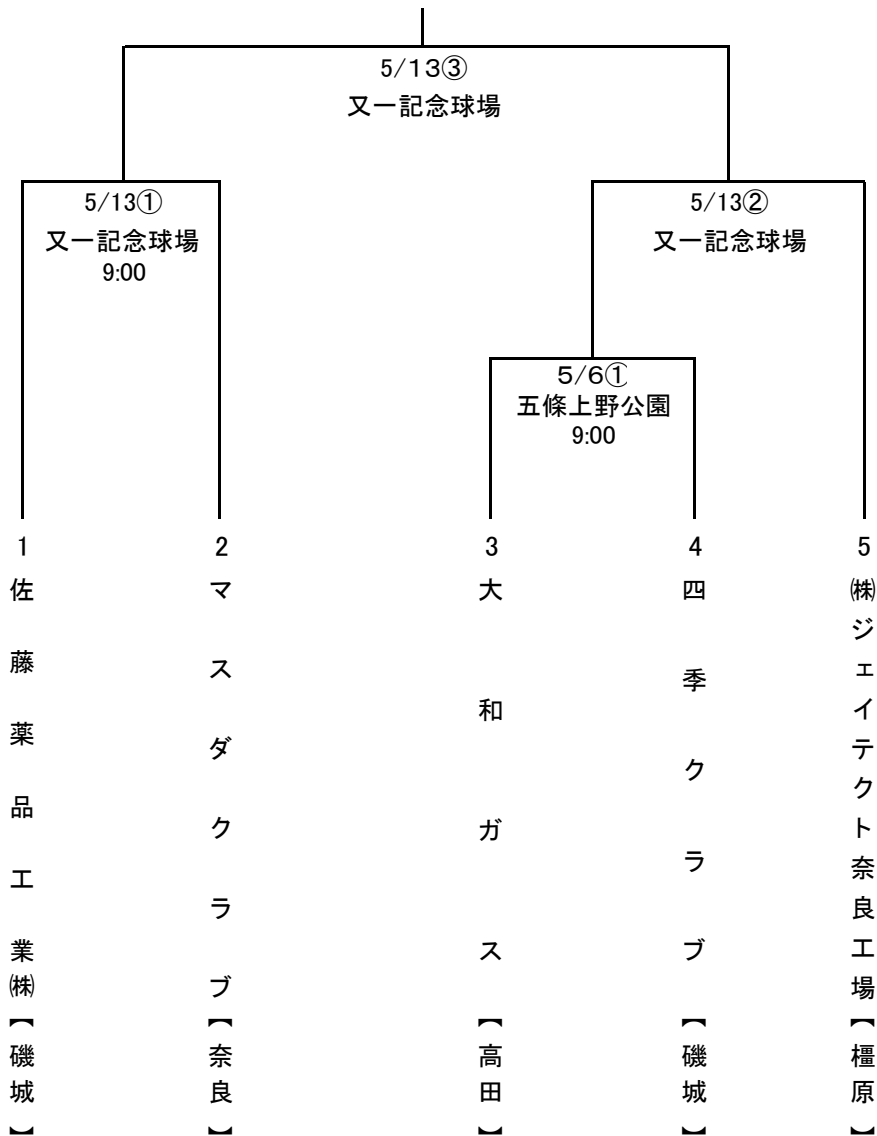 5/13③
又一記念球場
5/13①
又一記念球場
9:00
5/13②
又一記念球場
5/6①
五條上野公園
9:00
1
佐藤薬品工業㈱【磯城】
2
マスダクラブ【奈良】
3
大和ガス【高田】
4
四季クラブ【磯城】
5
㈱ジェイテクト奈良工場【橿原】